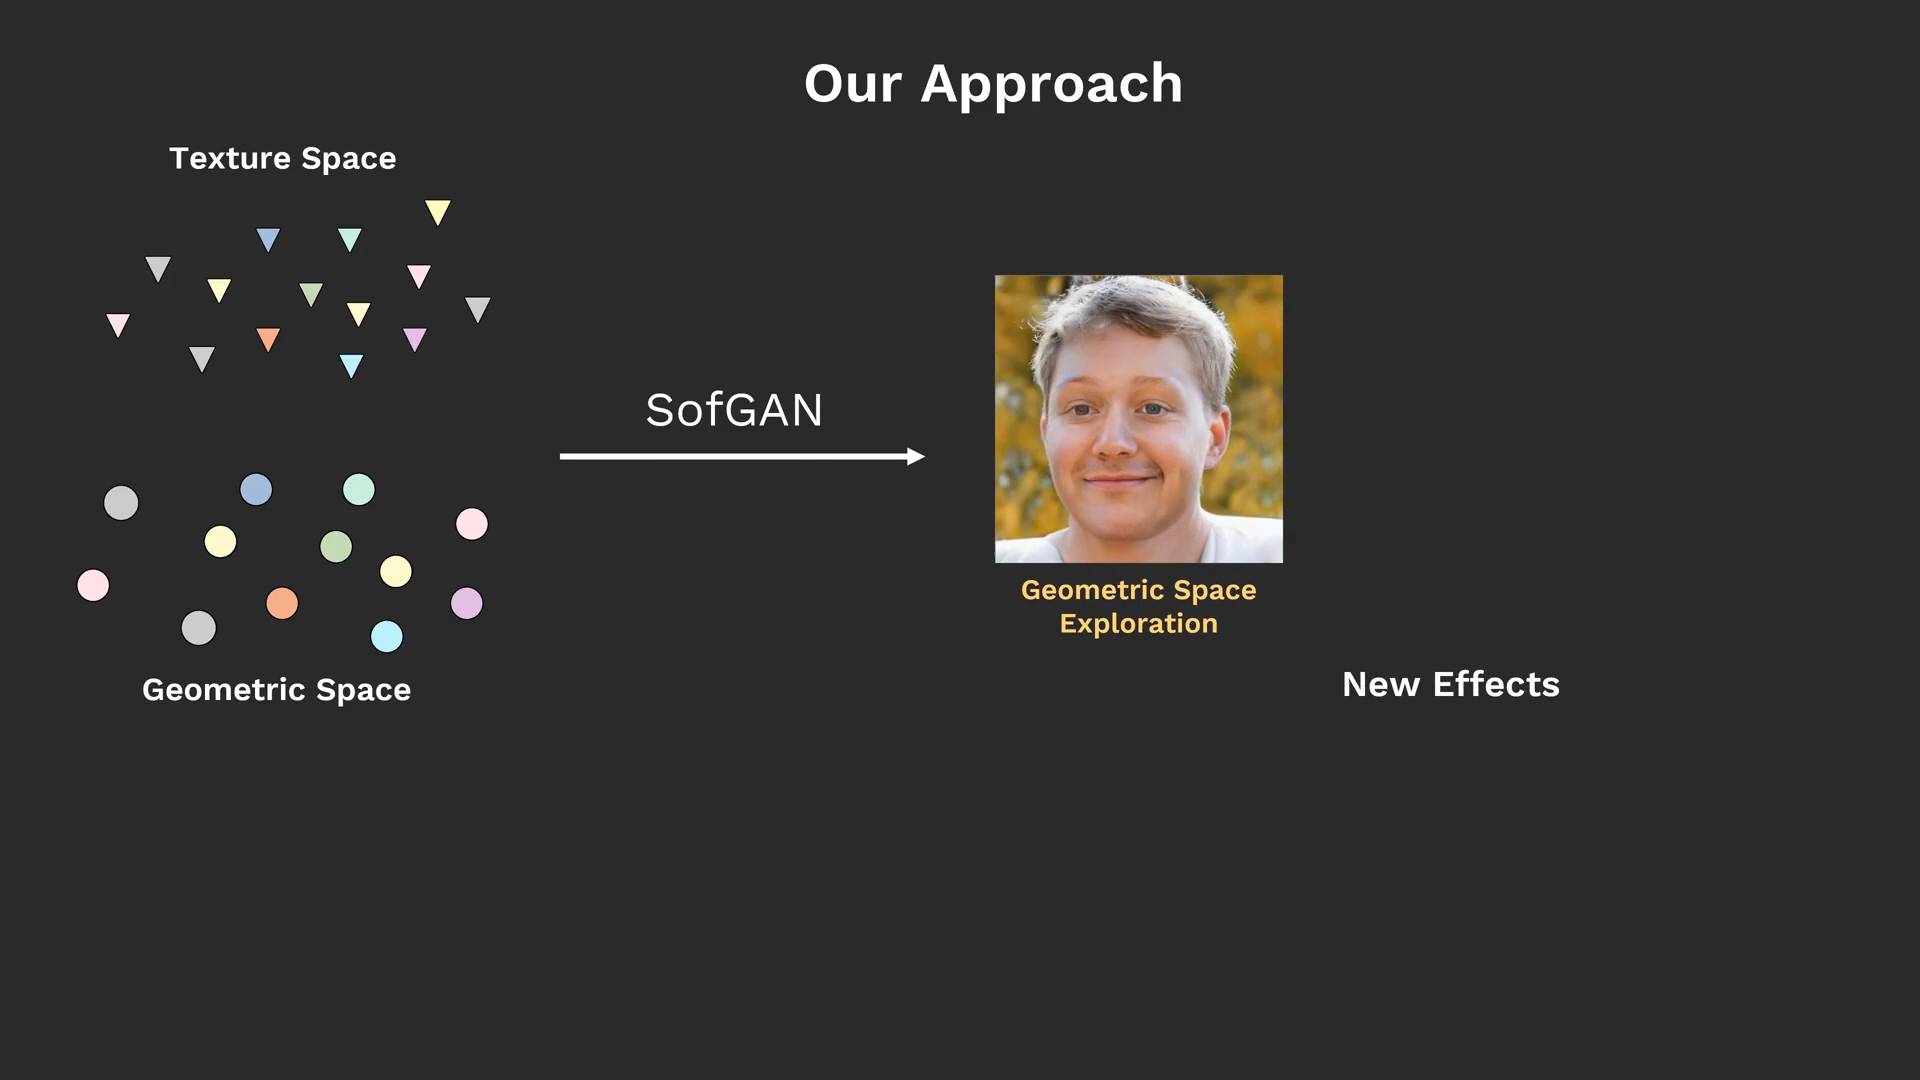 Our Approach
Texture Space
SofGAN
Geometric Space
Exploration
Geometric Space
New Effects